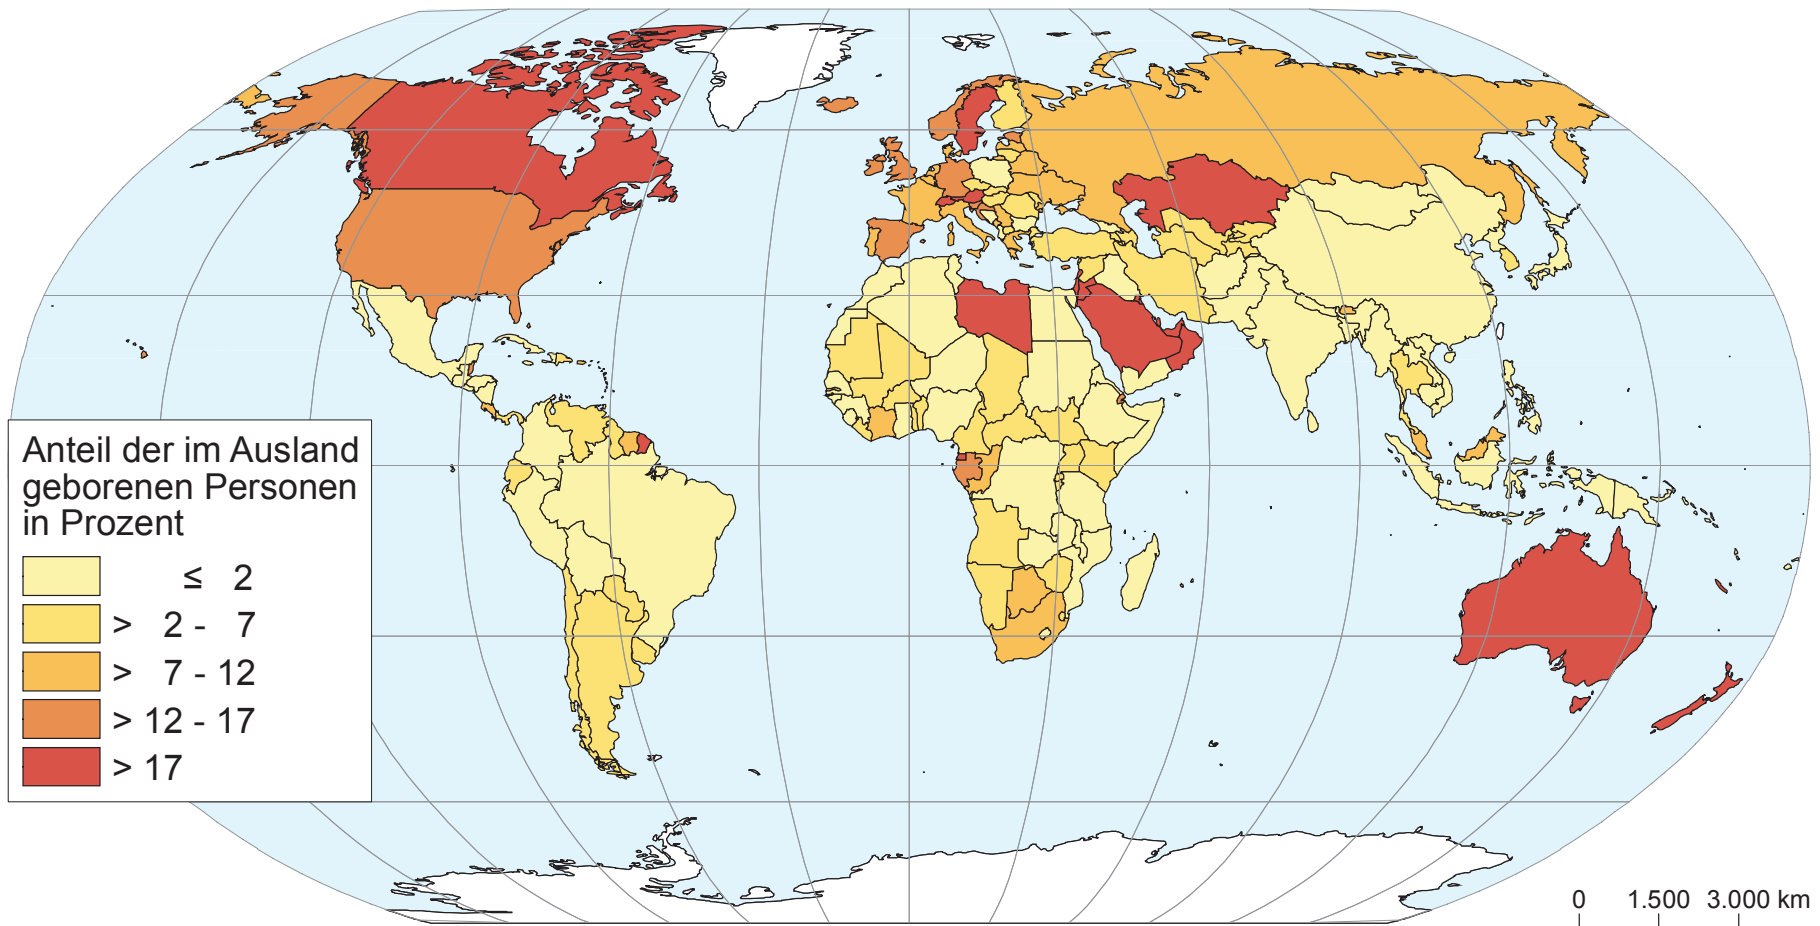 Anteil der im Ausland
geborenen Personen
in Prozent
≤ 2
> 2 - 7
> 7 - 12
> 12 - 17
> 17
0 1.500 3.000 km